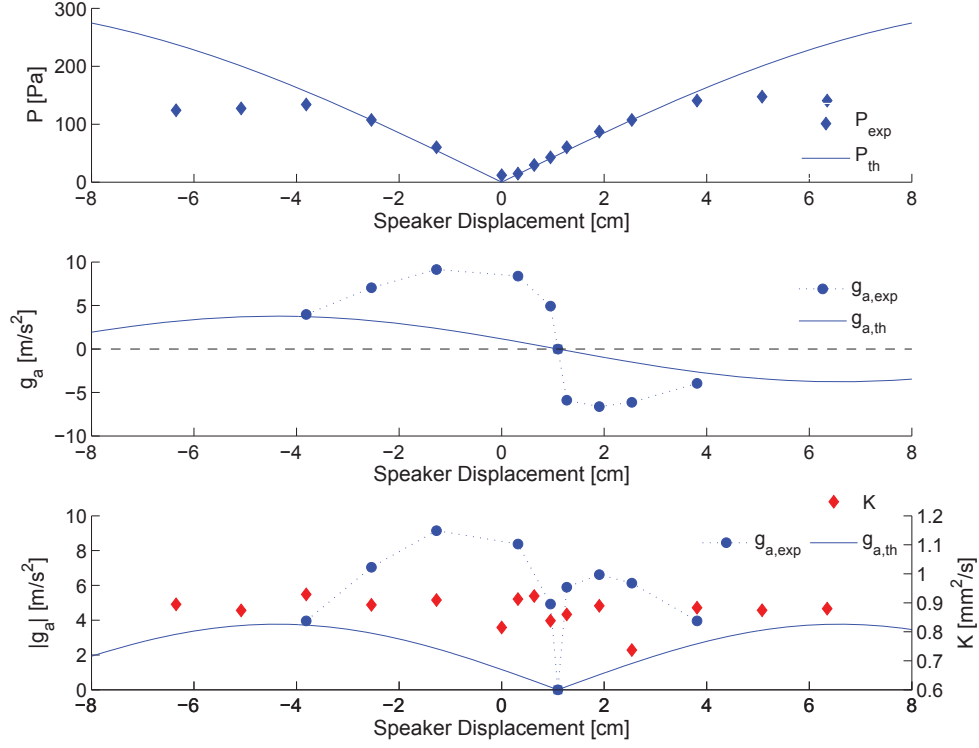 300
200
100
0
P [Pa]
P_exp
P_th
−8 −6 −4 −2 0 2 4 6 8
Speaker Displacement [cm]
10
5
0
−5
−10
g_a [m/s²]
g_a,exp
g_a,th
−8 −6 −4 −2 0 2 4 6 8
Speaker Displacement [cm]
K
10
8
6
4
2
0
|g_a| [m/s²]
g_a,exp g_a,th
1.2
1.1
1
0.9
0.8
0.7
0.6
K [mm²/s]
−8 −6 −4 −2 0 2 4 6 8
Speaker Displacement [cm]